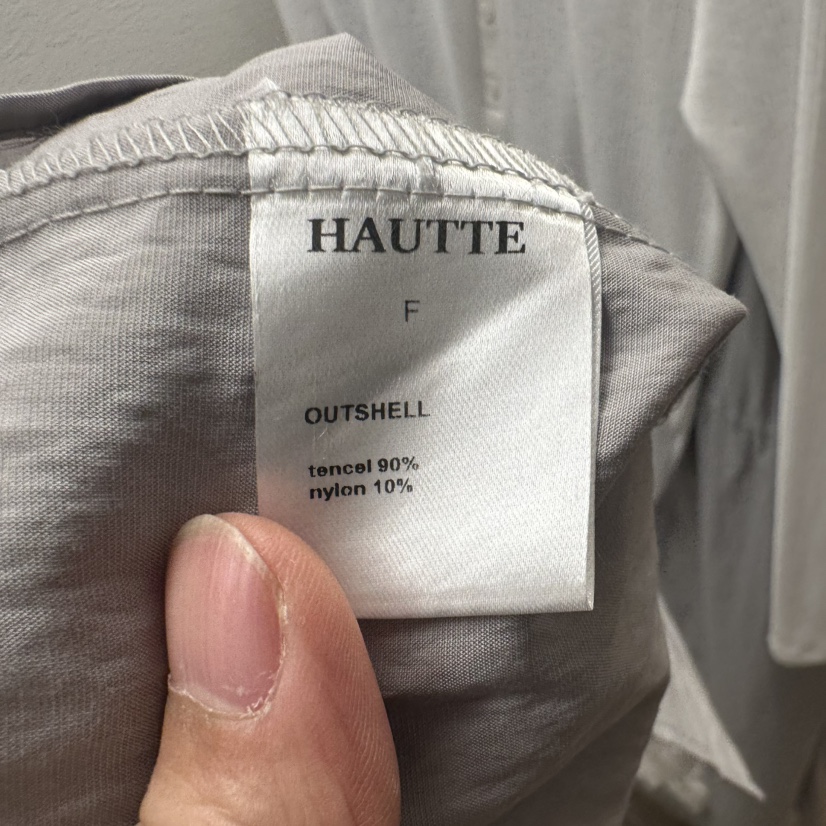 HAUTTE
F
OUTSHELL
tencel 90%
nylon 10%